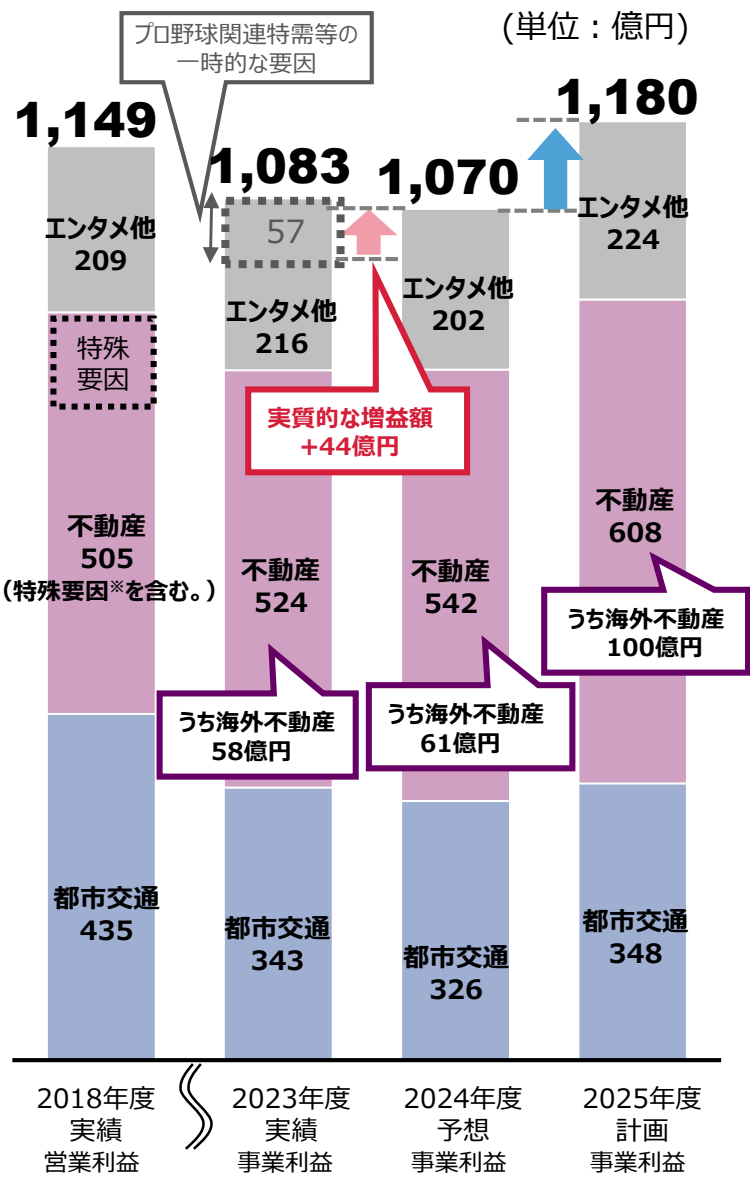 (単位：億円)
プロ野球関連特需等の
一時的な要因
1,149
エンタメ他
209
特殊
要因
不動産
505
（特殊要因※を含む。）
都市交通
435
2018年度
実績
営業利益
1,083
57
エンタメ他
216
実質的な増益額
+44億円
不動産
524
うち海外不動産
58億円
都市交通
343
2023年度
実績
事業利益
1,070
エンタメ他
202
不動産
542
うち海外不動産
61億円
都市交通
326
2024年度
予想
事業利益
1,180
エンタメ他
224
不動産
608
うち海外不動産
100億円
都市交通
348
2025年度
計画
事業利益